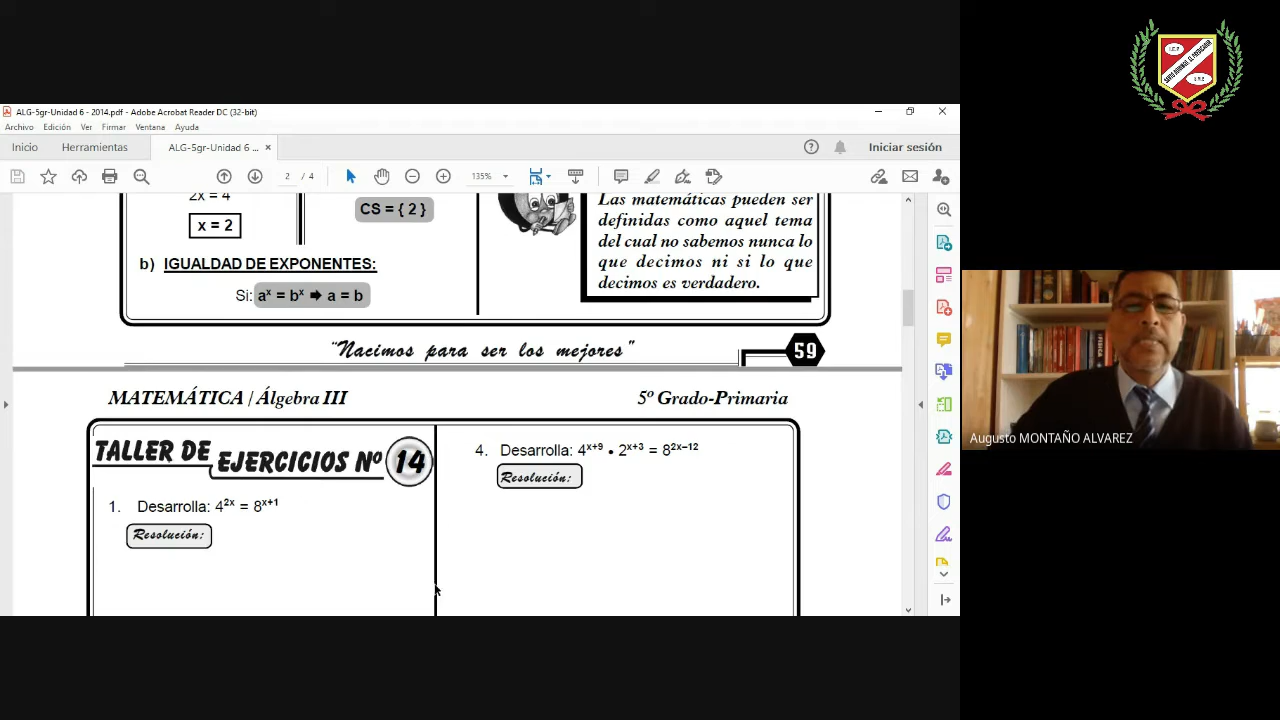 ALG-5gr-Unidad 6 - 2014.pdf - Adobe Acrobat Reader DC (32-bit)
Archivo Edición Ver Firmar Ventana Ayuda
Inicio Herramientas ALG-5gr-Unidad 6 ... × Iniciar sesión
2 / 4 135%
2x = 4
x = 2
CS = { 2 }
b) IGUALDAD DE EXPONENTES:
Si: aˣ = bˣ ➡ a = b
Las matemáticas pueden ser
definidas como aquel tema
del cual no sabemos nunca lo
que decimos ni si lo que
decimos es verdadero.
"Nacimos para ser los mejores"
59
MATEMÁTICA / Álgebra III
5º Grado-Primaria
TALLER DE
EJERCICIOS Nº 14
1. Desarrolla: 4²ˣ = 8ˣ⁺¹
Resolución:
4. Desarrolla: 4ˣ⁺⁹ • 2ˣ⁺³ = 8²ˣ⁻¹²
Resolución:
Augusto MONTAÑO ALVAREZ